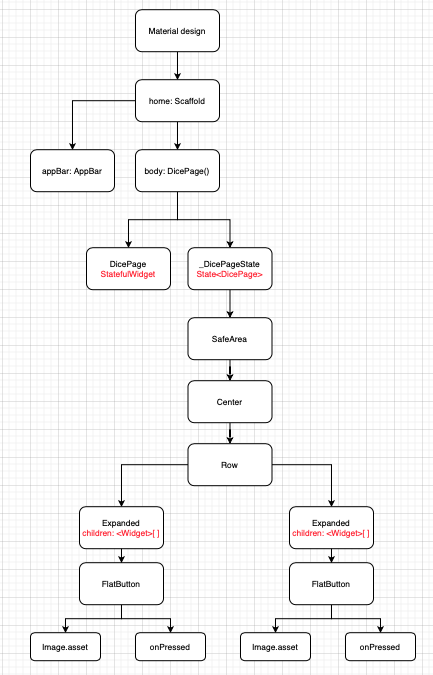 Material design
home: Scaffold
appBar: AppBar
body: DicePage()
DicePage
StatefulWidget
_DicePageState
State<DicePage>
SafeArea
Center
Row
Expanded
children: <Widget>[ ]
Expanded
children: <Widget>[ ]
FlatButton
FlatButton
Image.asset
onPressed
Image.asset
onPressed